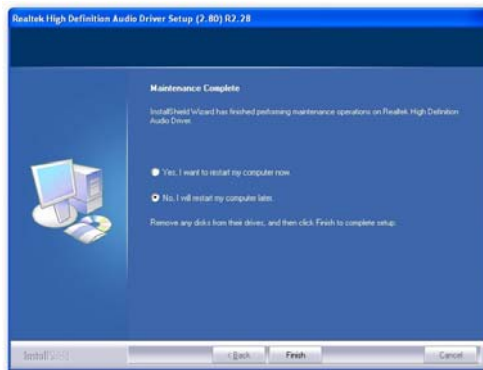 Realtek High Definition Audio Driver Setup (2.80) R2.28
Maintenance Complete
InstallShield Wizard has finished performing maintenance operations on Realtek High Definition
Audio Driver.
Yes, I want to restart my computer now.
No, I will restart my computer later.
Remove any disks from their drives, and then click Finish to complete setup.
InstallShield
< Back
Finish
Cancel